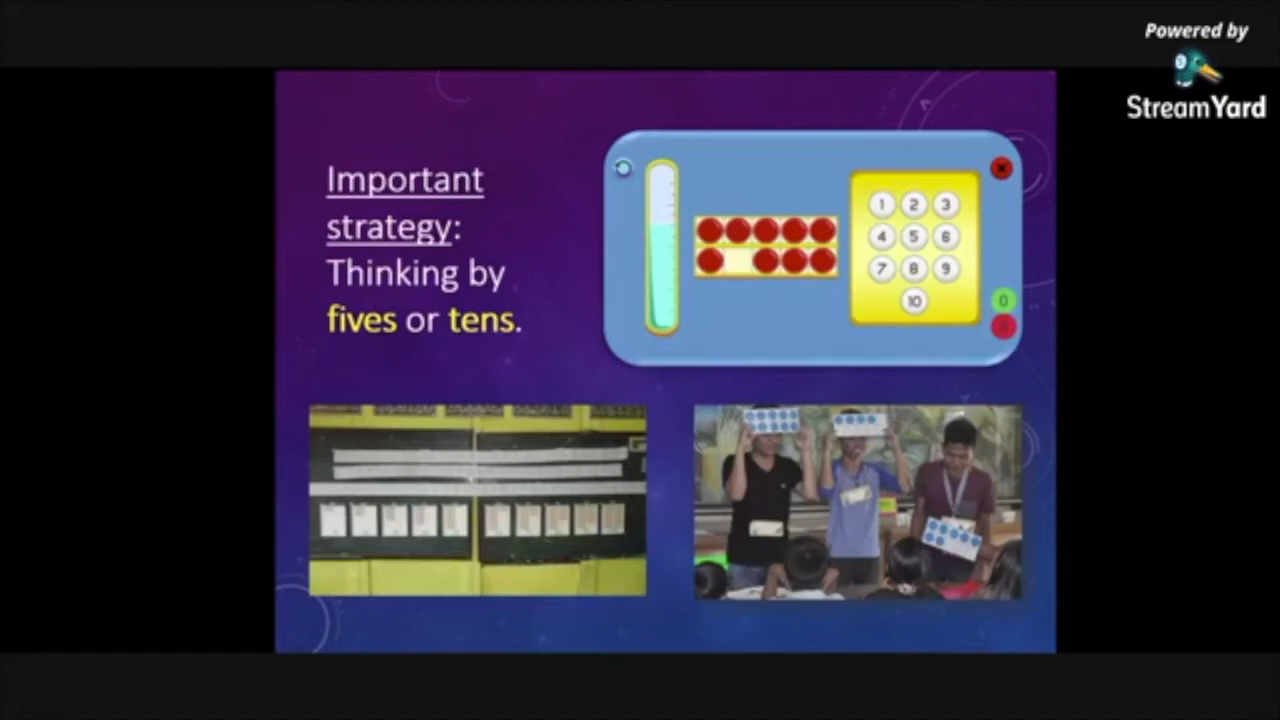 Powered by
StreamYard
Important
strategy:
Thinking by
fives or tens.
1 2 3
4 5 6
7 8 9
10
0